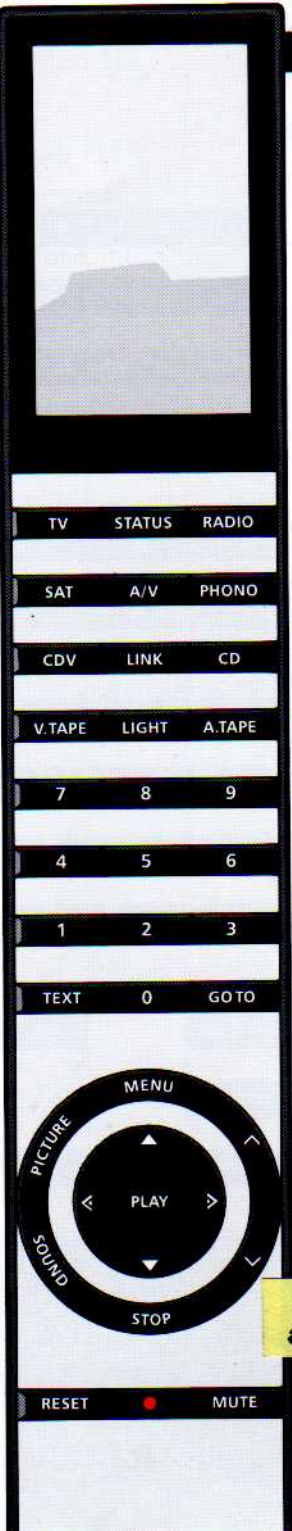 TV STATUS RADIO
SAT A/V PHONO
CDV LINK CD
V.TAPE LIGHT A.TAPE
7 8 9
4 5 6
1 2 3
TEXT 0 GO TO
MENU
PICTURE
PLAY
SOUND
STOP
RESET MUTE